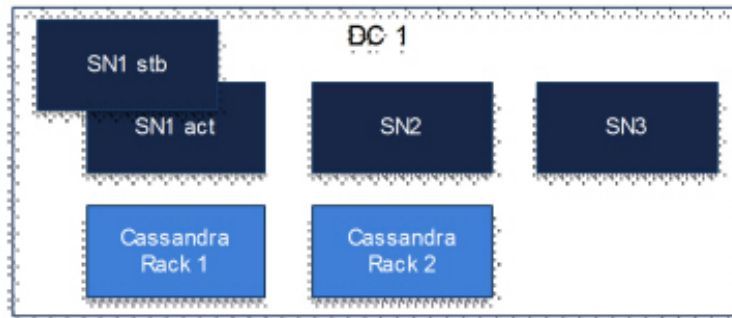 DC 1
SN1 stb
SN1 act
SN2
SN3
Cassandra
Rack 1
Cassandra
Rack 2